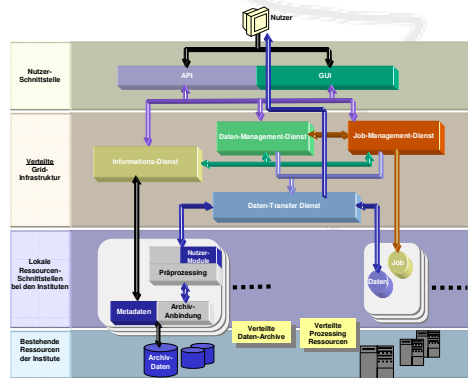 Nutzer
Nutzer-
Schnittstelle
API
GUI
Verteilte
Grid-
Infrastruktur
Daten-Management-Dienst
Job-Management-Dienst
Informations-Dienst
Daten-Transfer Dienst
Lokale
Ressourcen-
Schnittstellen
bei den Instituten
Nutzer-
Module
Präprozessing
Archiv-
Anbindung
Metadaten
Job
Daten
Bestehende
Ressourcen
der Institute
Archiv-
Daten
Verteilte
Daten-Archive
Verteilte
Prozessing
Ressourcen